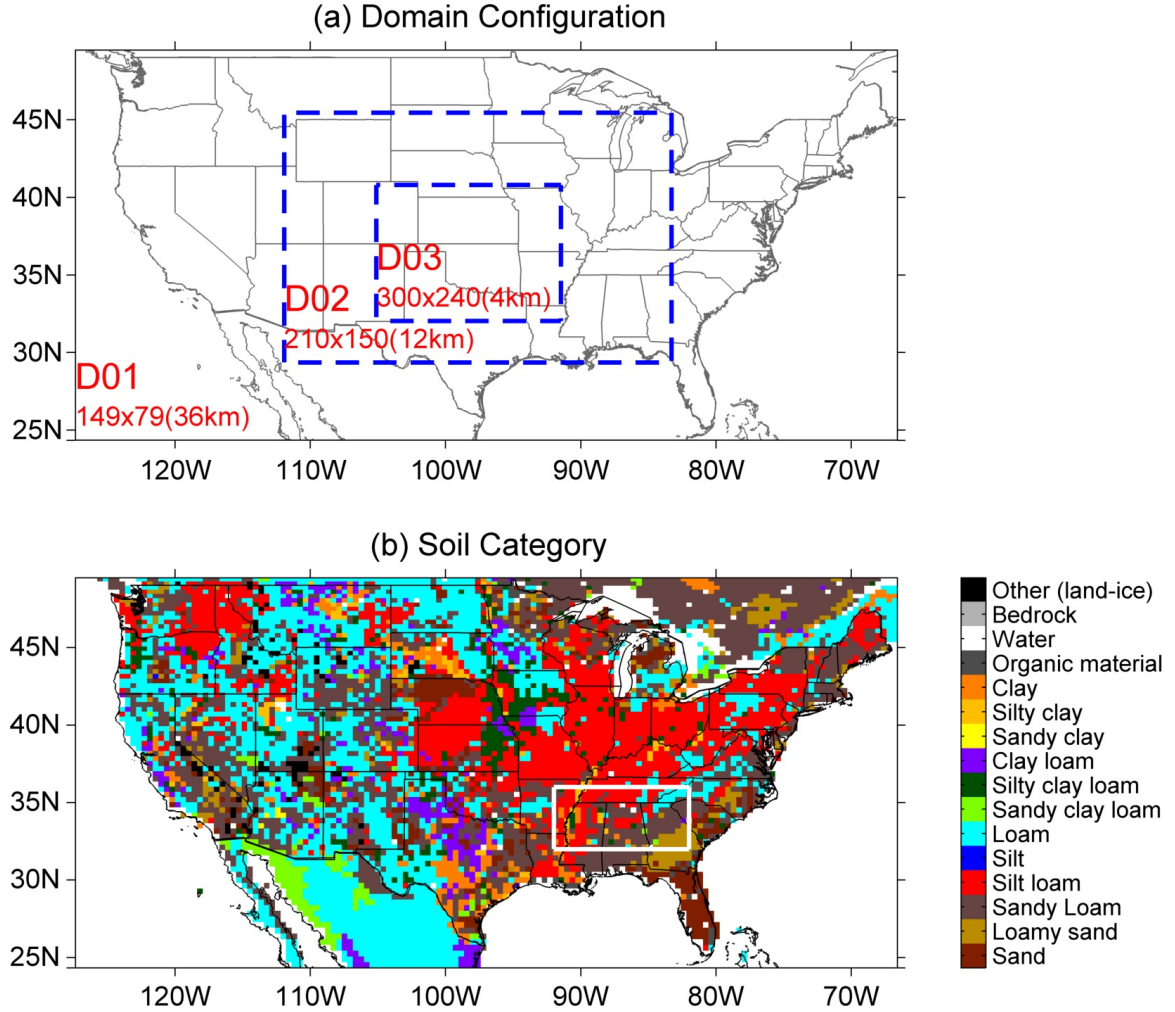 (a) Domain Configuration
45N
40N
35N
30N
25N
D03
300x240(4km)
D02
210x150(12km)
D01
149x79(36km)
120W 110W 100W 90W 80W 70W
(b) Soil Category
45N
40N
35N
30N
25N
120W 110W 100W 90W 80W 70W
Other (land-ice)
Bedrock
Water
Organic material
Clay
Silty clay
Sandy clay
Clay loam
Silty clay loam
Sandy clay loam
Loam
Silt
Silt loam
Sandy Loam
Loamy sand
Sand